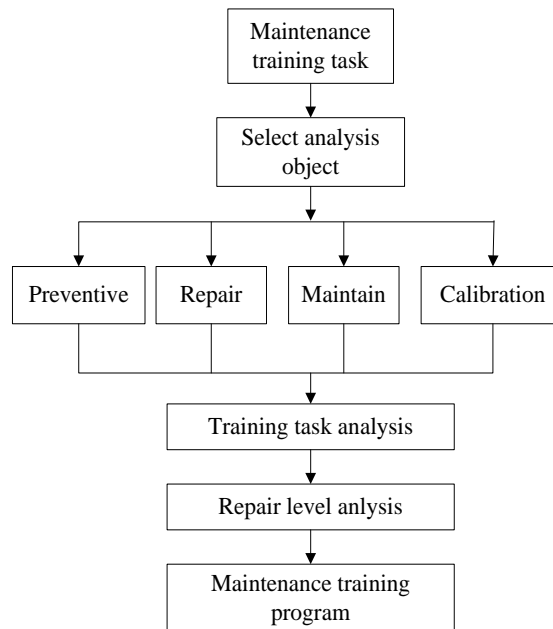 Maintenance
training task
Select analysis
object
Preventive
Repair
Maintain
Calibration
Training task analysis
Repair level anlysis
Maintenance training
program